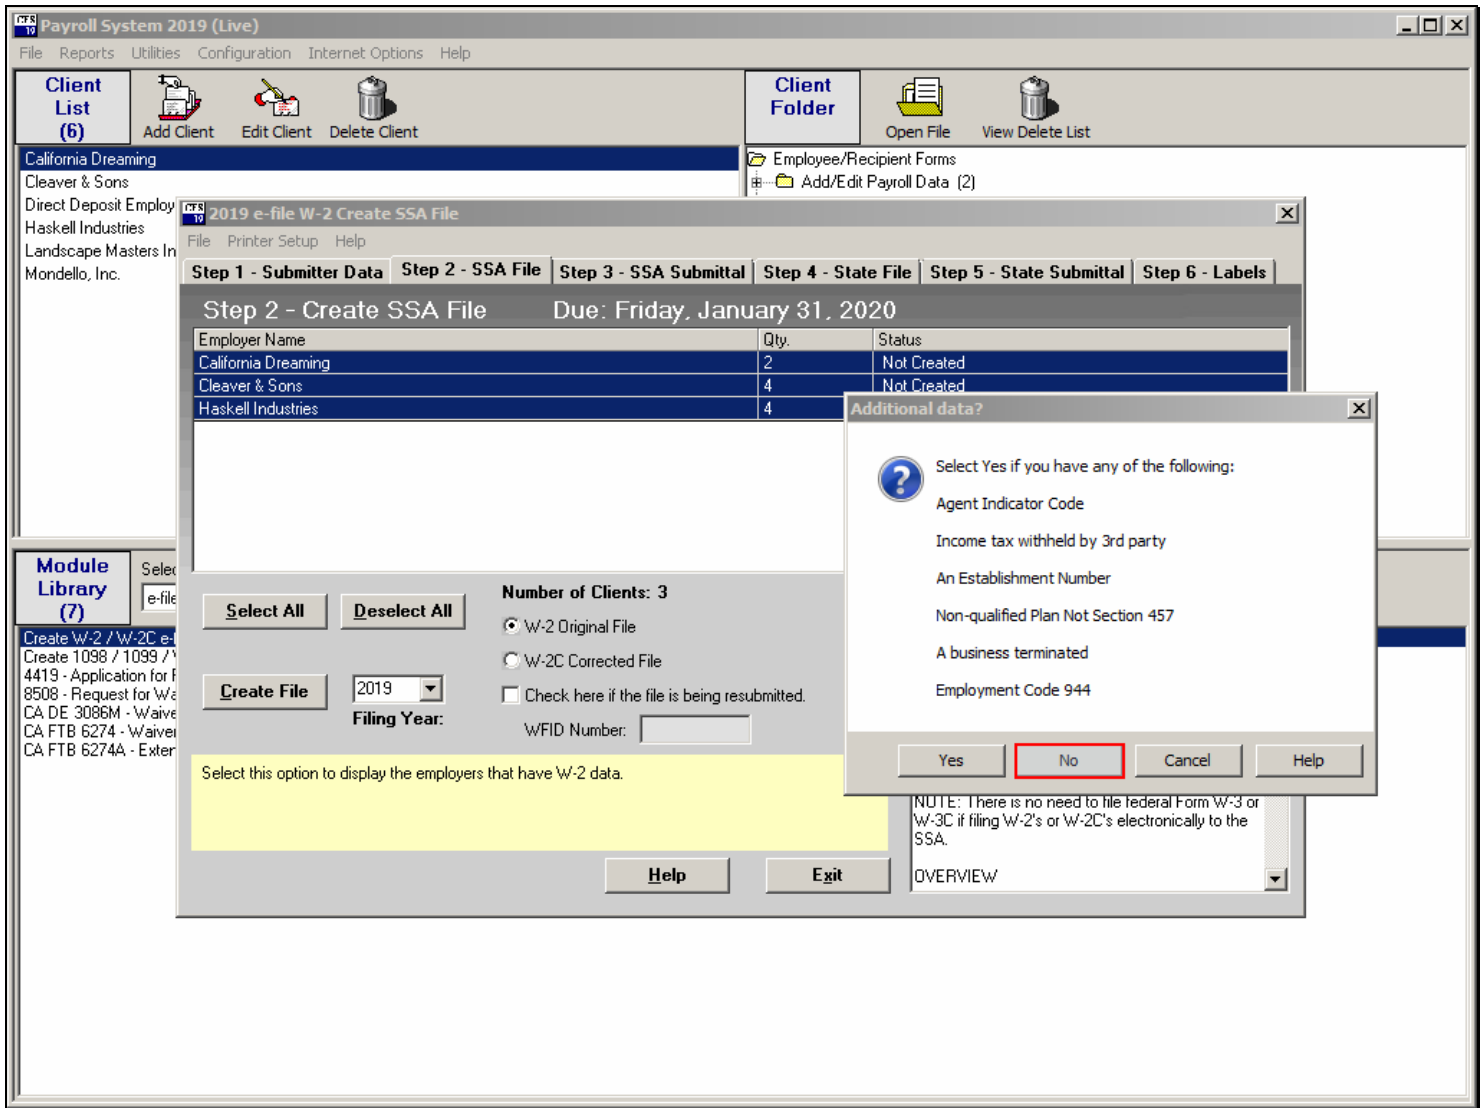 CFS 19 Payroll System 2019 (Live)
File Reports Utilities Configuration Internet Options Help
Client List (6)
Add Client Edit Client Delete Client
Client Folder
Open File View Delete List
California Dreaming
Cleaver & Sons
Direct Deposit Employ
Haskell Industries
Landscape Masters In
Mondello, Inc.
Employee/Recipient Forms
Add/Edit Payroll Data (2)
CFS 19 2019 e-file W-2 Create SSA File
File Printer Setup Help
Step 1 - Submitter Data Step 2 - SSA File Step 3 - SSA Submittal Step 4 - State File Step 5 - State Submittal Step 6 - Labels
Step 2 - Create SSA File Due: Friday, January 31, 2020
Employer Name Qty. Status
California Dreaming 2 Not Created
Cleaver & Sons 4 Not Created
Haskell Industries 4
Additional data?
Select Yes if you have any of the following:
Agent Indicator Code
Income tax withheld by 3rd party
An Establishment Number
Non-qualified Plan Not Section 457
A business terminated
Employment Code 944
Yes No Cancel Help
Select All Deselect All
Number of Clients: 3
W-2 Original File
W-2C Corrected File
Create File 2019
Filing Year:
Check here if the file is being resubmitted.
WFID Number:
Select this option to display the employers that have W-2 data.
NOTE: There is no need to file federal Form W-3 or
W-3C if filing W-2's or W-2C's electronically to the
SSA.
OVERVIEW
Help Exit
Module Library (7)
Selec
e-file
Create W-2 / W-2C e-
Create 1098 / 1099 /
4419 - Application for F
8508 - Request for Wa
CA DE 3086M - Waive
CA FTB 6274 - Waiver
CA FTB 6274A - Exter